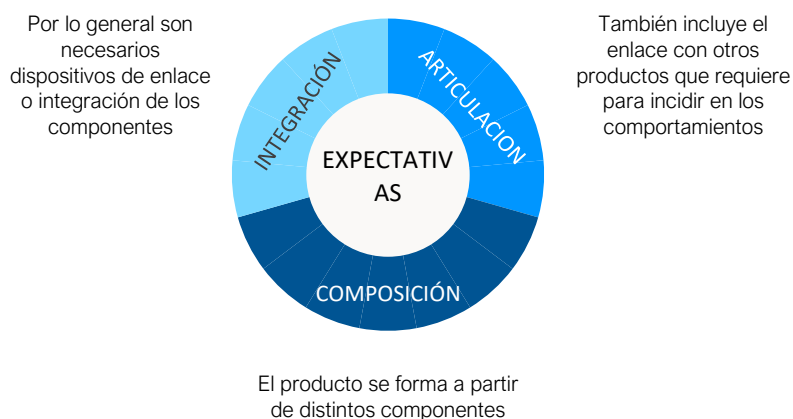 Por lo general son
necesarios
dispositivos de enlace
o integración de los
componentes
También incluye el
enlace con otros
productos que requiere
para incidir en los
comportamientos
INTEGRACIÓN
ARTICULACION
EXPECTATIV
AS
COMPOSICIÓN
El producto se forma a partir
de distintos componentes